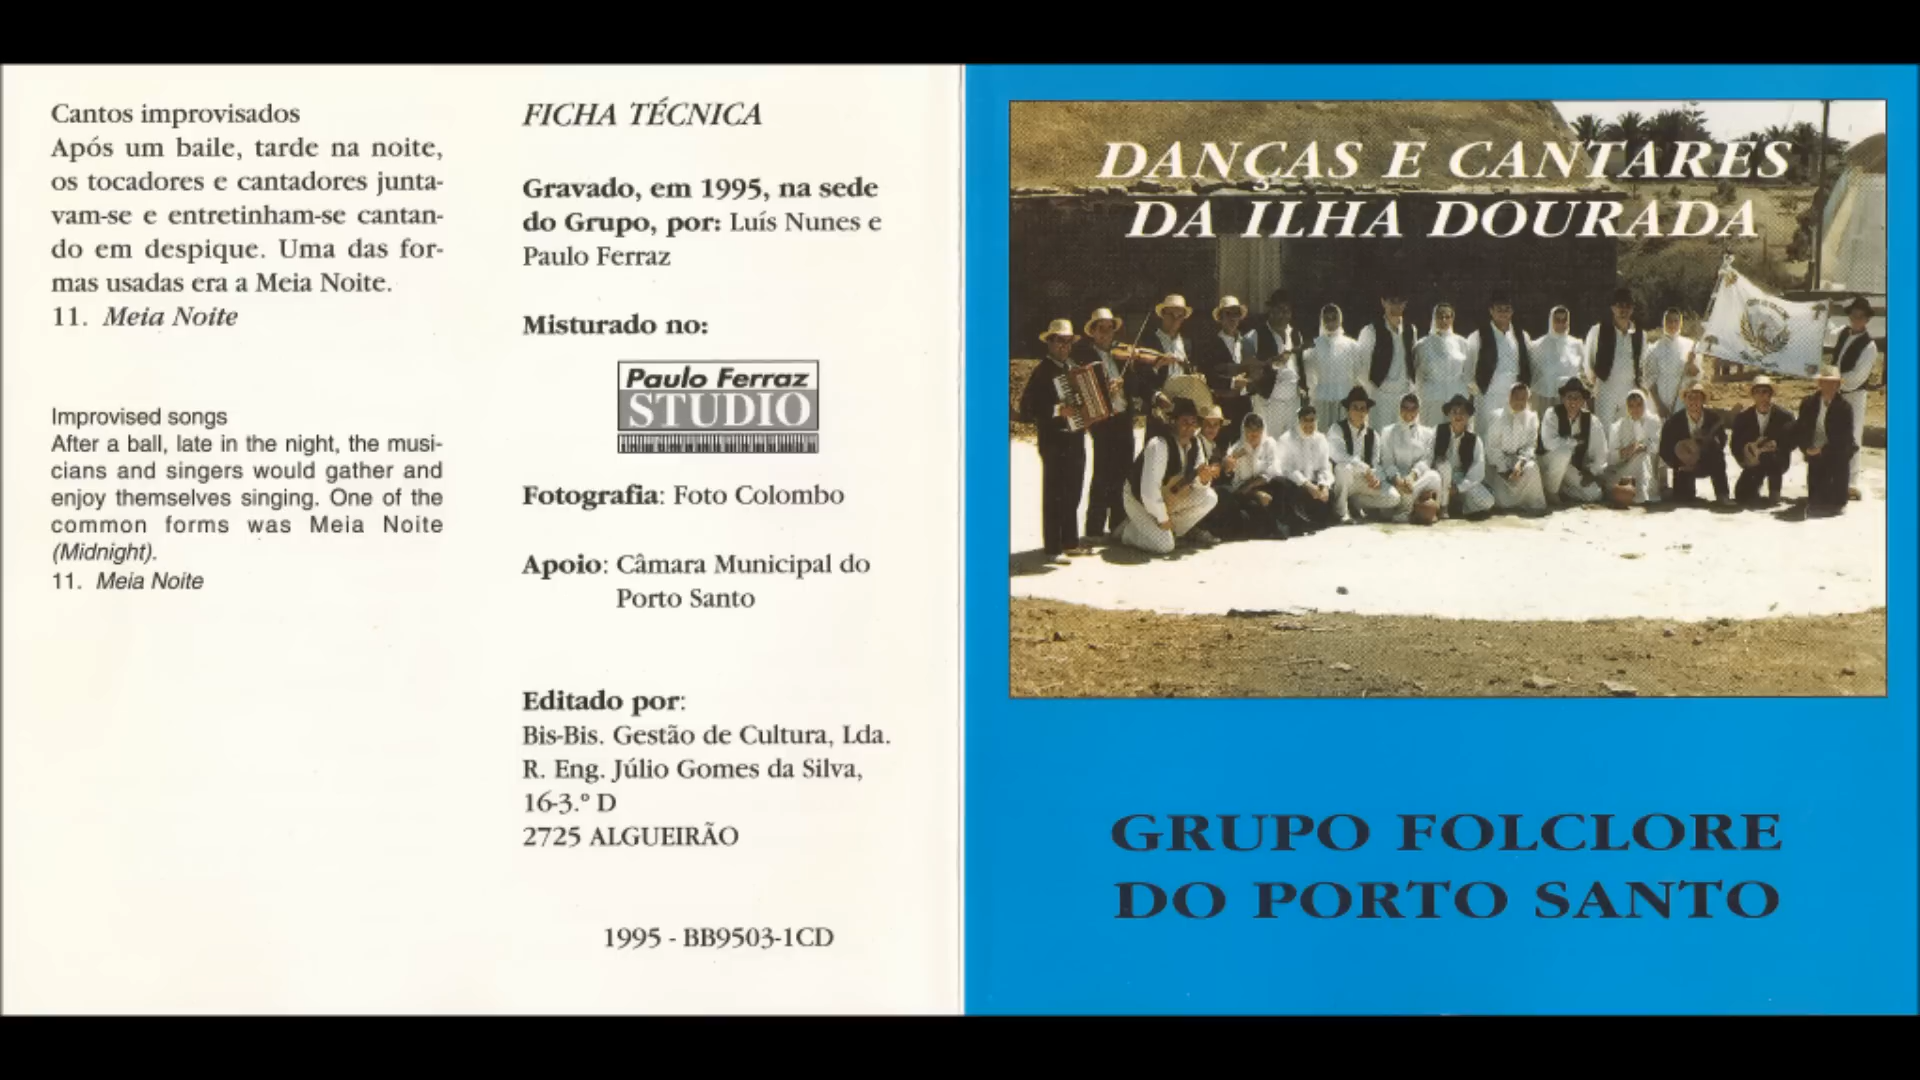 Cantos improvisados
Após um baile, tarde na noite,
os tocadores e cantadores junta-
vam-se e entretinham-se cantan-
do em despique. Uma das for-
mas usadas era a Meia Noite.
11. Meia Noite
Improvised songs
After a ball, late in the night, the musi-
cians and singers would gather and
enjoy themselves singing. One of the
common forms was Meia Noite
(Midnight).
11. Meia Noite
FICHA TÉCNICA
Gravado, em 1995, na sede
do Grupo, por: Luís Nunes e
Paulo Ferraz
Misturado no:
Paulo Ferraz
STUDIO
Fotografia: Foto Colombo
Apoio: Câmara Municipal do
Porto Santo
Editado por:
Bis-Bis. Gestão de Cultura, Lda.
R. Eng. Júlio Gomes da Silva,
16-3.º D
2725 ALGUEIRÃO
1995 - BB9503-1CD
DANÇAS E CANTARES
DA ILHA DOURADA
GRUPO FOLCLORE
DO PORTO SANTO